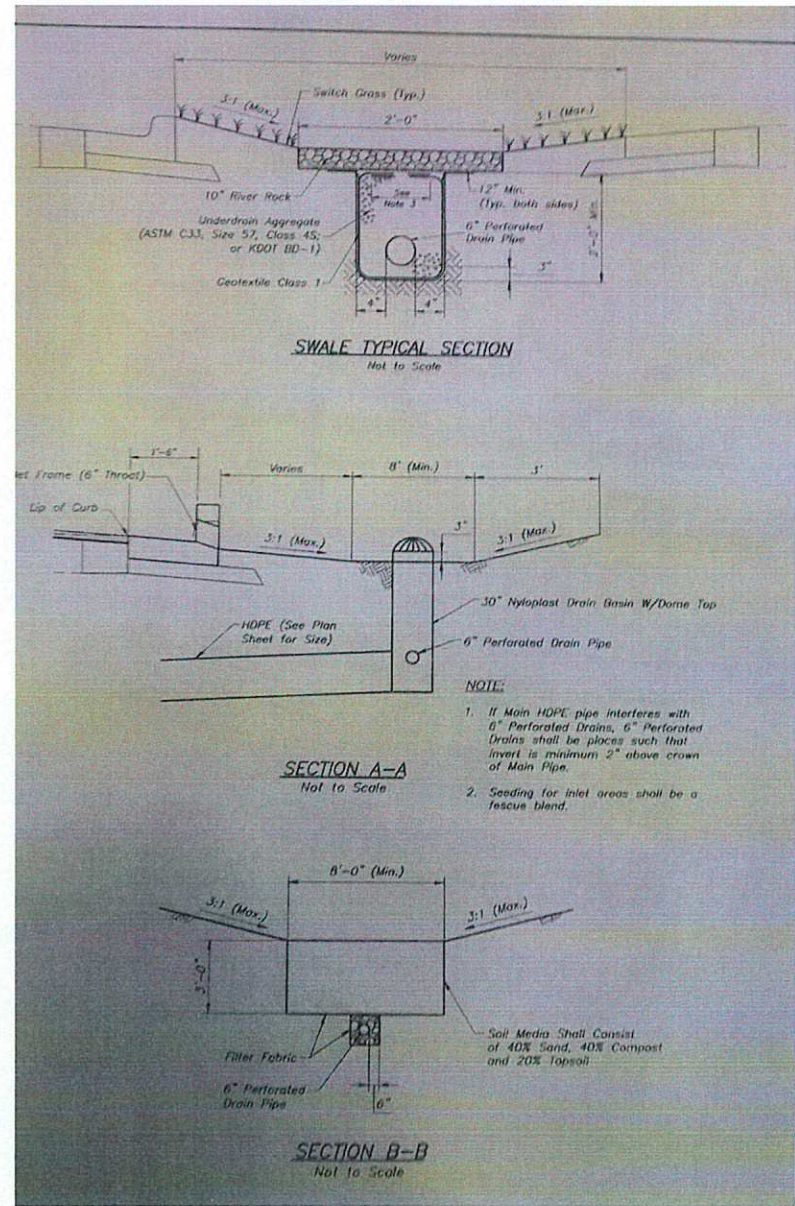 Varies
3:1 (Max.)
Switch Grass (Typ.)
2'-0"
3:1 (Max.)
10" River Rock
See
Note 3
12" Min.
(Typ. both sides)
Underdrain Aggregate
(ASTM C33, Size 57, Class 4S;
or KDOT BD-1)
6" Perforated
Drain Pipe
Min.
3"
Geotextile Class 1
4"
4"
SWALE TYPICAL SECTION
Not to Scale
1'-6"
Varies
8' (Min.)
3'
Frame (6" Throat)
Lip of Curb
3"
3:1 (Max.)
3:1 (Max.)
30" Nyloplast Drain Basin W/Dome Top
HDPE (See Plan
Sheet for Size)
6" Perforated Drain Pipe
NOTE:
1. If Main HDPE pipe interferes with
6" Perforated Drains, 6" Perforated
Drains shall be places such that
invert is minimum 2" above crown
of Main Pipe.
2. Seeding for inlet areas shall be a
fescue blend.
SECTION A-A
Not to Scale
8'-0" (Min.)
3:1 (Max.)
3:1 (Max.)
3'-0"
Soil Media Shall Consist
of 40% Sand, 40% Compost
and 20% Topsoil
Filter Fabric
6" Perforated
Drain Pipe
6"
SECTION B-B
Not to Scale